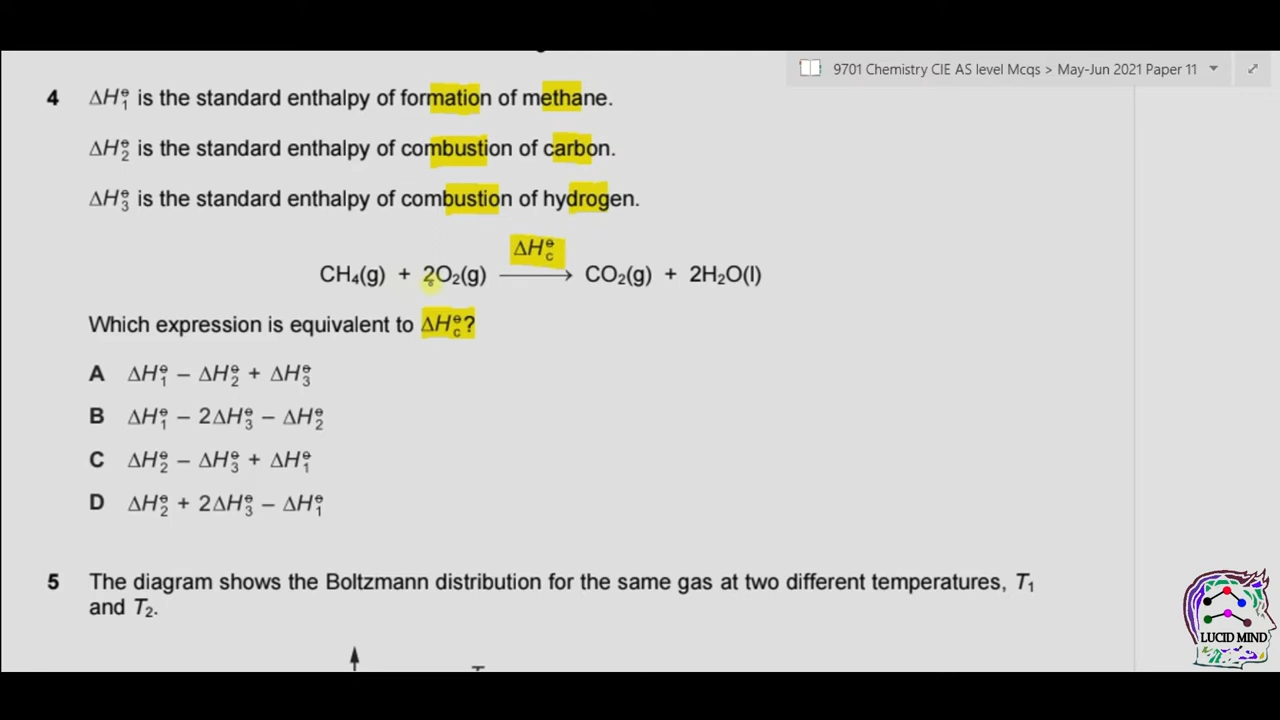 9701 Chemistry CIE AS level Mcqs > May-Jun 2021 Paper 11
4 ΔH₁⦵ is the standard enthalpy of formation of methane.
ΔH₂⦵ is the standard enthalpy of combustion of carbon.
ΔH₃⦵ is the standard enthalpy of combustion of hydrogen.
ΔHc⦵
CH₄(g) + 2O₂(g) ⟶ CO₂(g) + 2H₂O(l)
Which expression is equivalent to ΔHc⦵?
A ΔH₁⦵ – ΔH₂⦵ + ΔH₃⦵
B ΔH₁⦵ – 2ΔH₃⦵ – ΔH₂⦵
C ΔH₂⦵ – ΔH₃⦵ + ΔH₁⦵
D ΔH₂⦵ + 2ΔH₃⦵ – ΔH₁⦵
5 The diagram shows the Boltzmann distribution for the same gas at two different temperatures, T₁
and T₂.
LUCID MIND